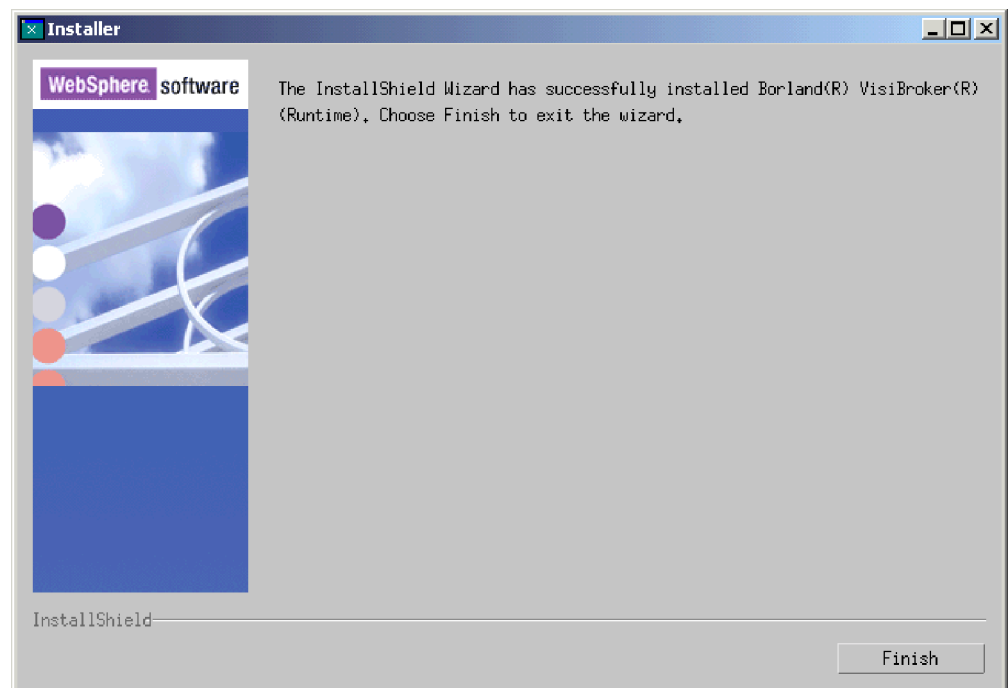 Installer
WebSphere. software
The InstallShield Wizard has successfully installed Borland(R) VisiBroker(R)
(Runtime). Choose Finish to exit the wizard.
InstallShield
Finish